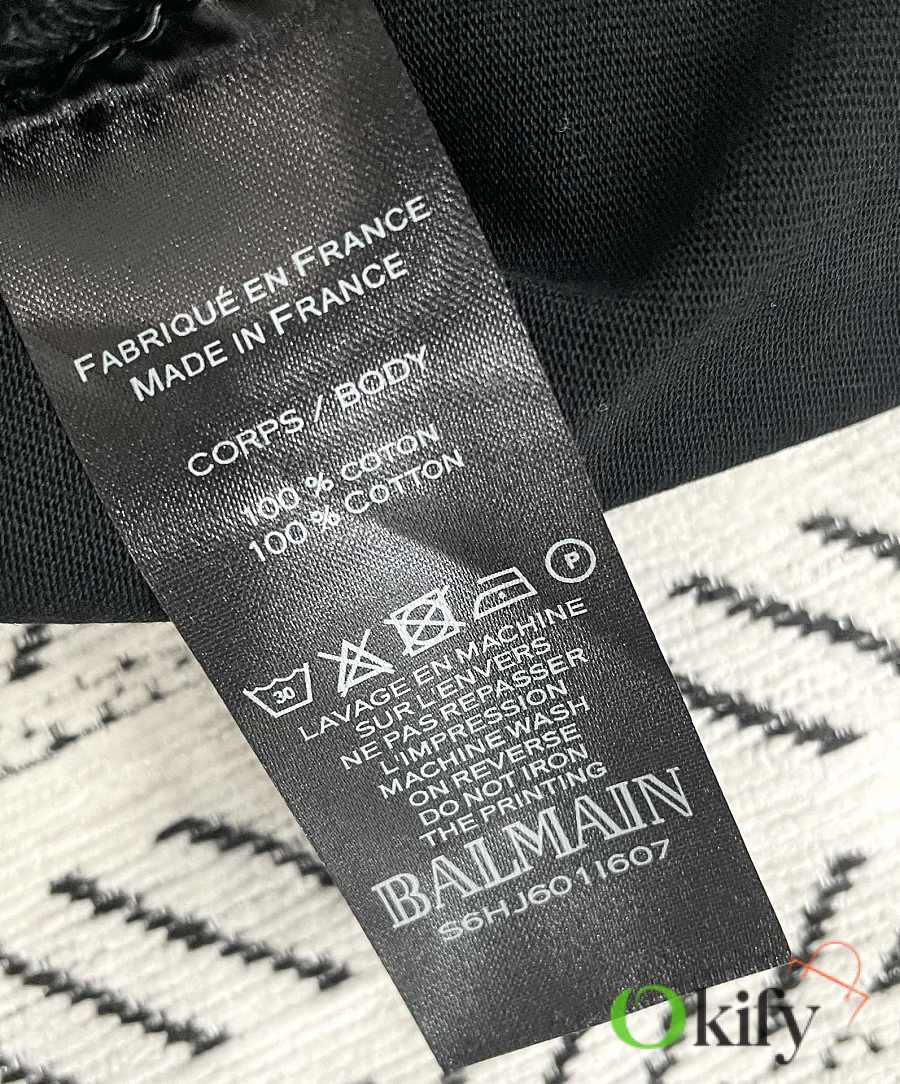 FABRIQUÉ EN FRANCE
MADE IN FRANCE
CORPS / BODY
100 % COTON
100 % COTTON
30
P
LAVAGE EN MACHINE
SUR L'ENVERS
NE PAS REPASSER
L'IMPRESSION
MACHINE WASH
ON REVERSE
DO NOT IRON
THE PRINTING
BALMAIN
S6HJ6011607
Okify